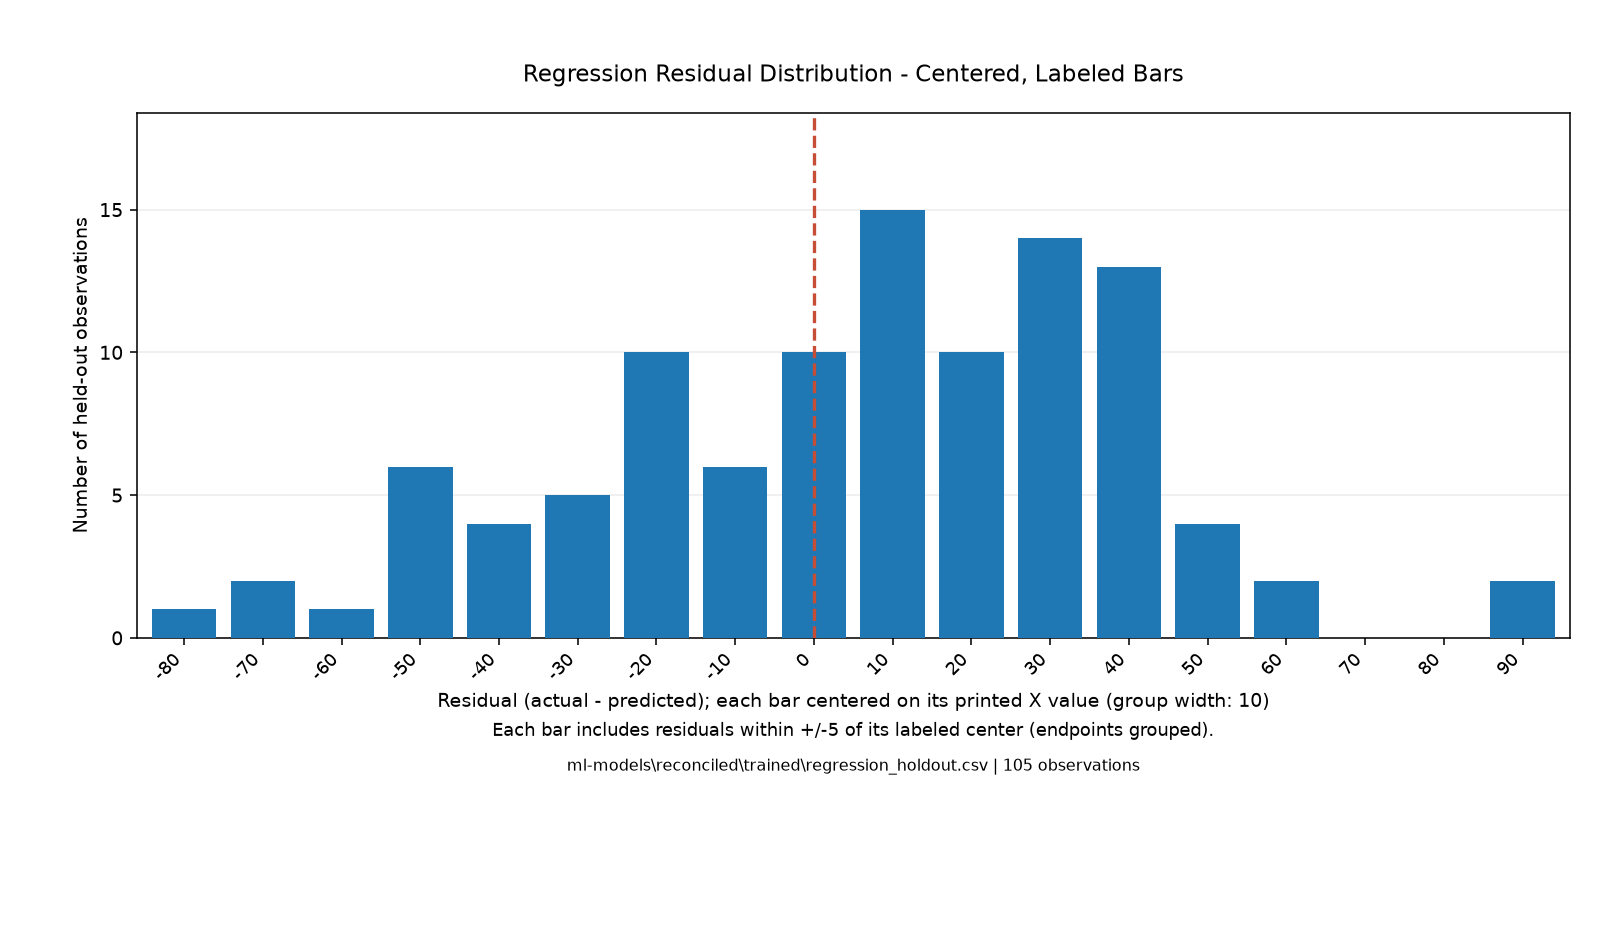 Regression Residual Distribution - Centered, Labeled Bars
Number of held-out observations
15
10
5
0
-80 -70 -60 -50 -40 -30 -20 -10 0 10 20 30 40 50 60 70 80 90
Residual (actual - predicted); each bar centered on its printed X value (group width: 10)
Each bar includes residuals within +/-5 of its labeled center (endpoints grouped).
ml-models\reconciled\trained\regression_holdout.csv | 105 observations